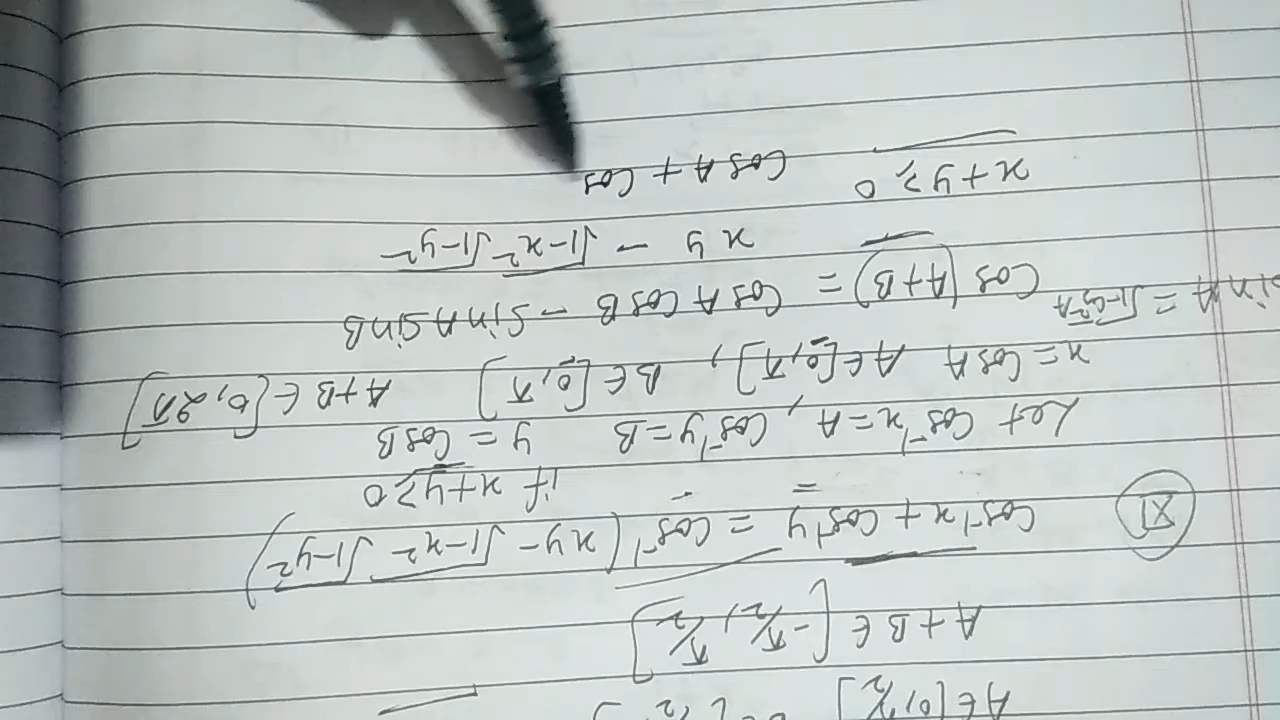 A ∈ [0, π/2]
A + B ∈ [-π/2, π/2]
XI cos⁻¹x + cos⁻¹y = cos⁻¹(xy - √1-x² √1-y²)
if x + y ≥ 0
Let cos⁻¹x = A, cos⁻¹y = B y = cosB
x = cosA A ∈ [0, π], B ∈ [0, π] A+B ∈ [0, 2π]
sinA = √1-cos²A cos(A+B) = cosA cosB - sinA sinB
xy - √1-x² √1-y²
x + y ≥ 0 cosA + cos